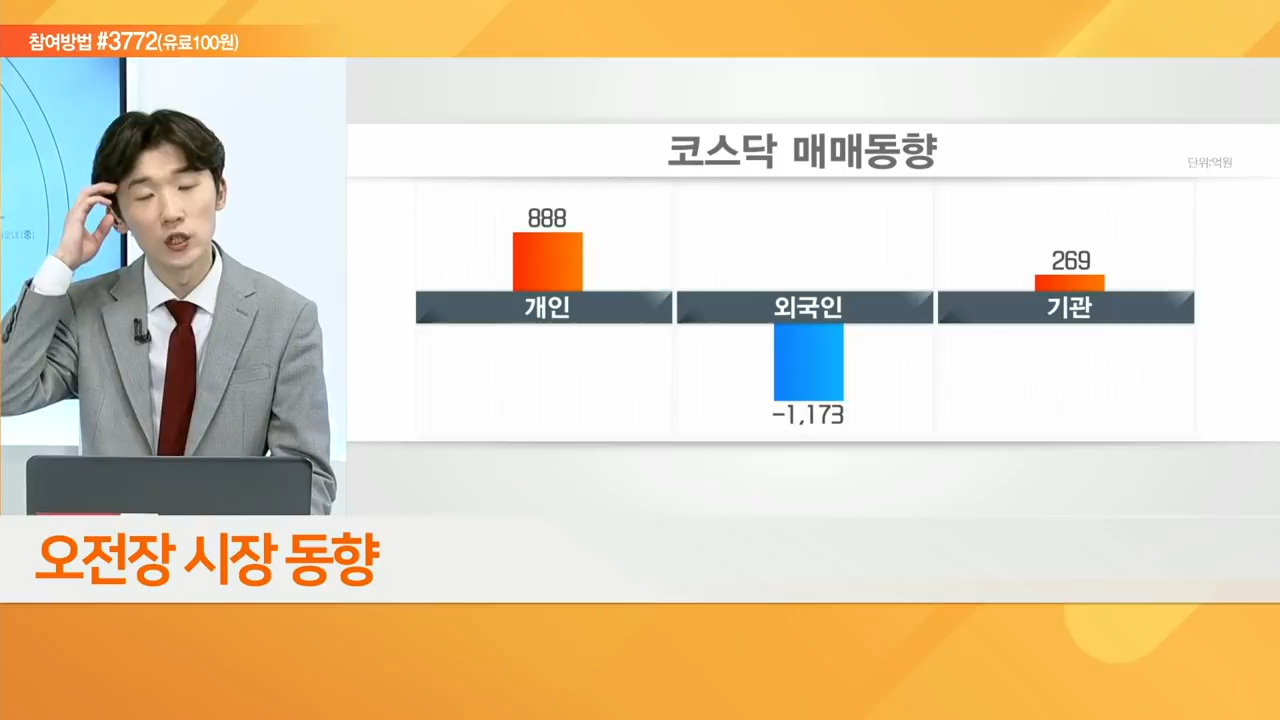 참여방법 #3772(유료100원)
코스닥 매매동향
단위:억원
888
269
개인
외국인
기관
-1,173
오전장 시장 동향